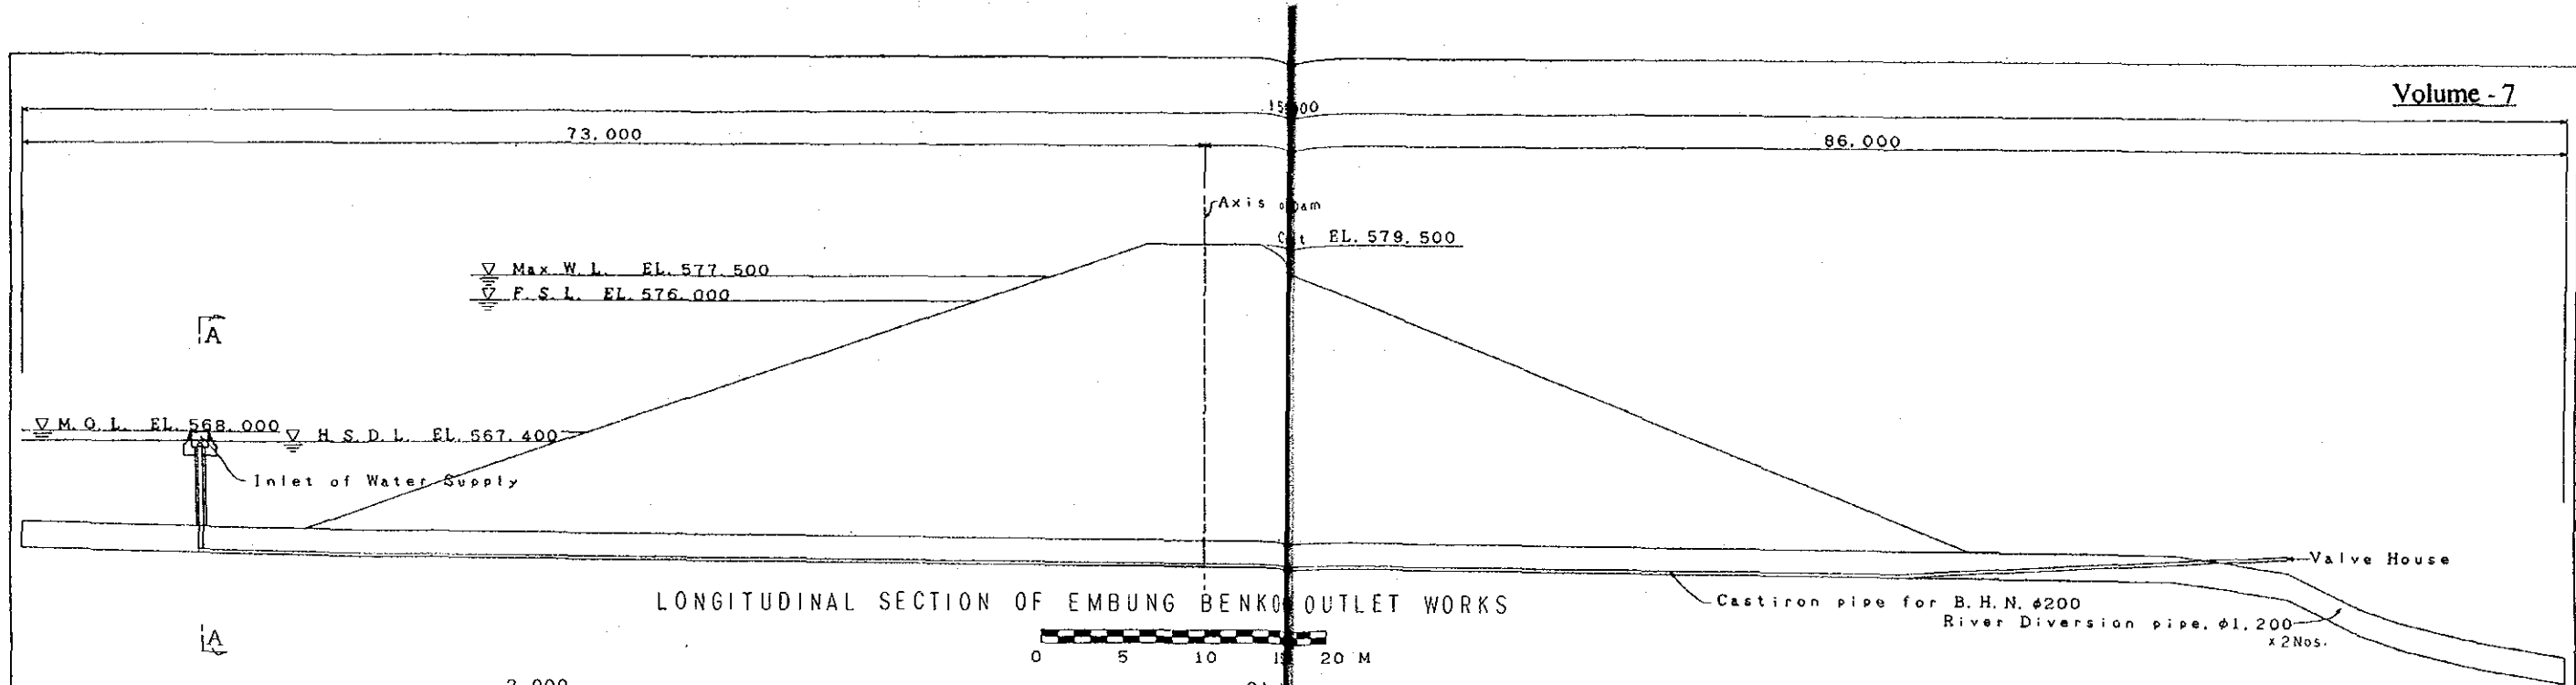 Volume - 7
73.000
86.000
Axis
EL. 579.500
Max W.L. EL. 577.500
F.S.L. EL. 576.000
A
M.O.L. EL. 568.000
H.S.D.L. EL. 567.400
Inlet of Water Supply
Valve House
LONGITUDINAL SECTION OF EMBUNG OUTLET WORKS
Castiron pipe for B.H.N. φ200
River Diversion pipe. φ1,200
x2Nos.
A
0 5 10 20 M